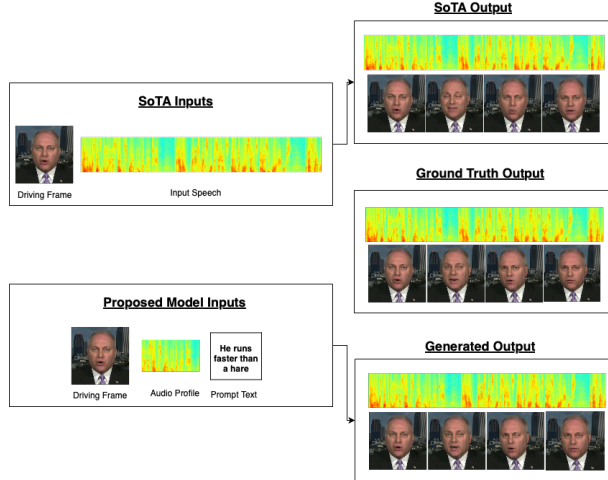 SoTA Output
SoTA Inputs
Driving Frame
Input Speech
Ground Truth Output
Proposed Model Inputs
He runs
faster than
a hare
Driving Frame
Audio Profile
Prompt Text
Generated Output